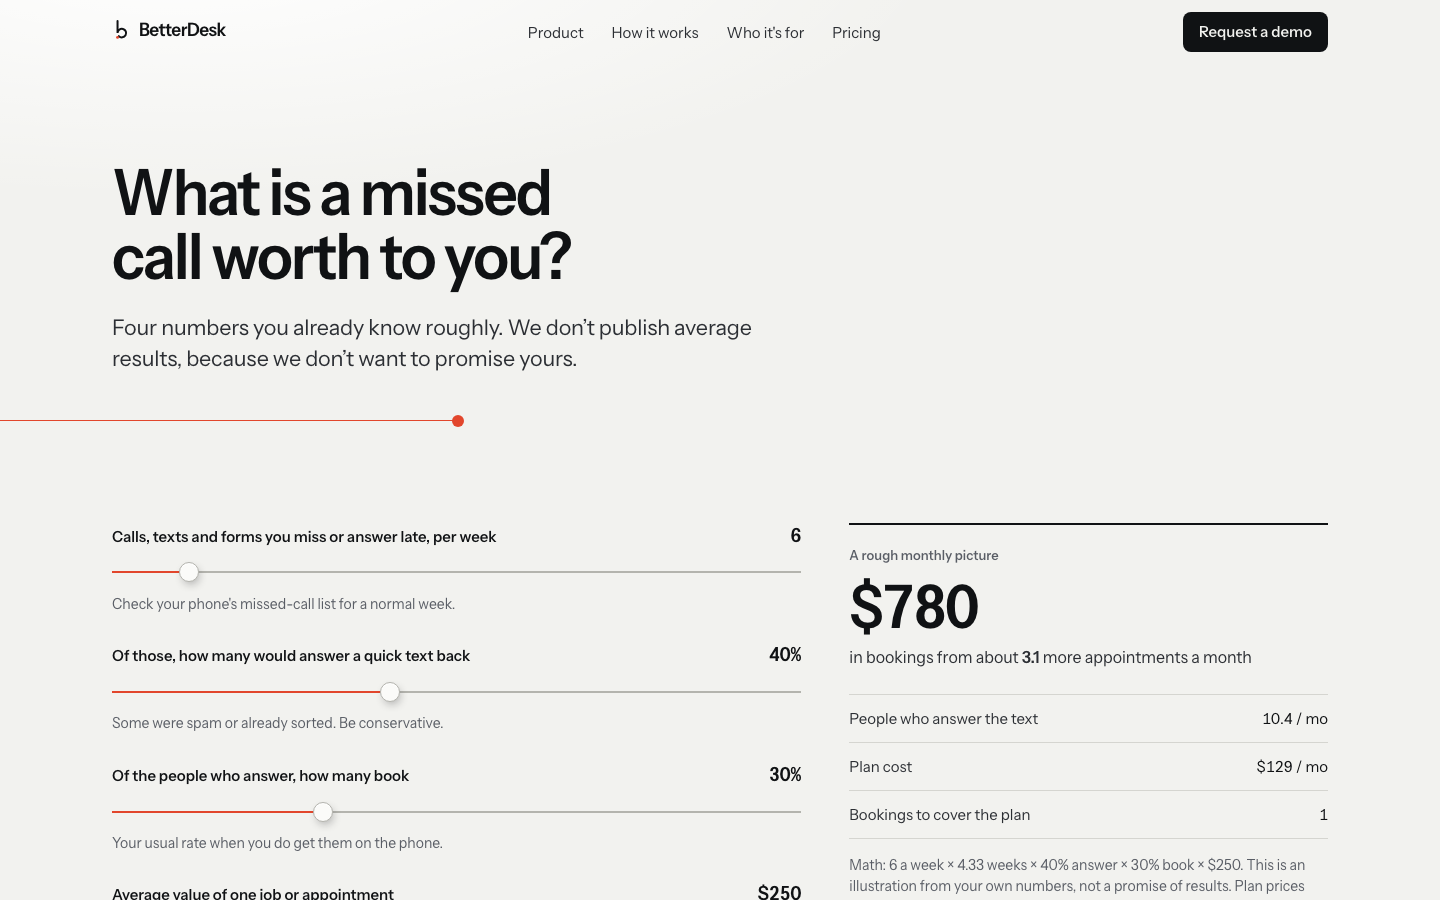 BetterDesk
Product
How it works
Who it's for
Pricing
Request a demo
What is a missed
call worth to you?
Four numbers you already know roughly. We don’t publish average
results, because we don’t want to promise yours.
Calls, texts and forms you miss or answer late, per week
6
Check your phone's missed-call list for a normal week.
Of those, how many would answer a quick text back
40%
Some were spam or already sorted. Be conservative.
Of the people who answer, how many book
30%
Your usual rate when you do get them on the phone.
Average value of one job or appointment
$250
A rough monthly picture
$780
in bookings from about 3.1 more appointments a month
People who answer the text
10.4 / mo
Plan cost
$129 / mo
Bookings to cover the plan
1
Math: 6 a week × 4.33 weeks × 40% answer × 30% book × $250. This is an
illustration from your own numbers, not a promise of results. Plan prices